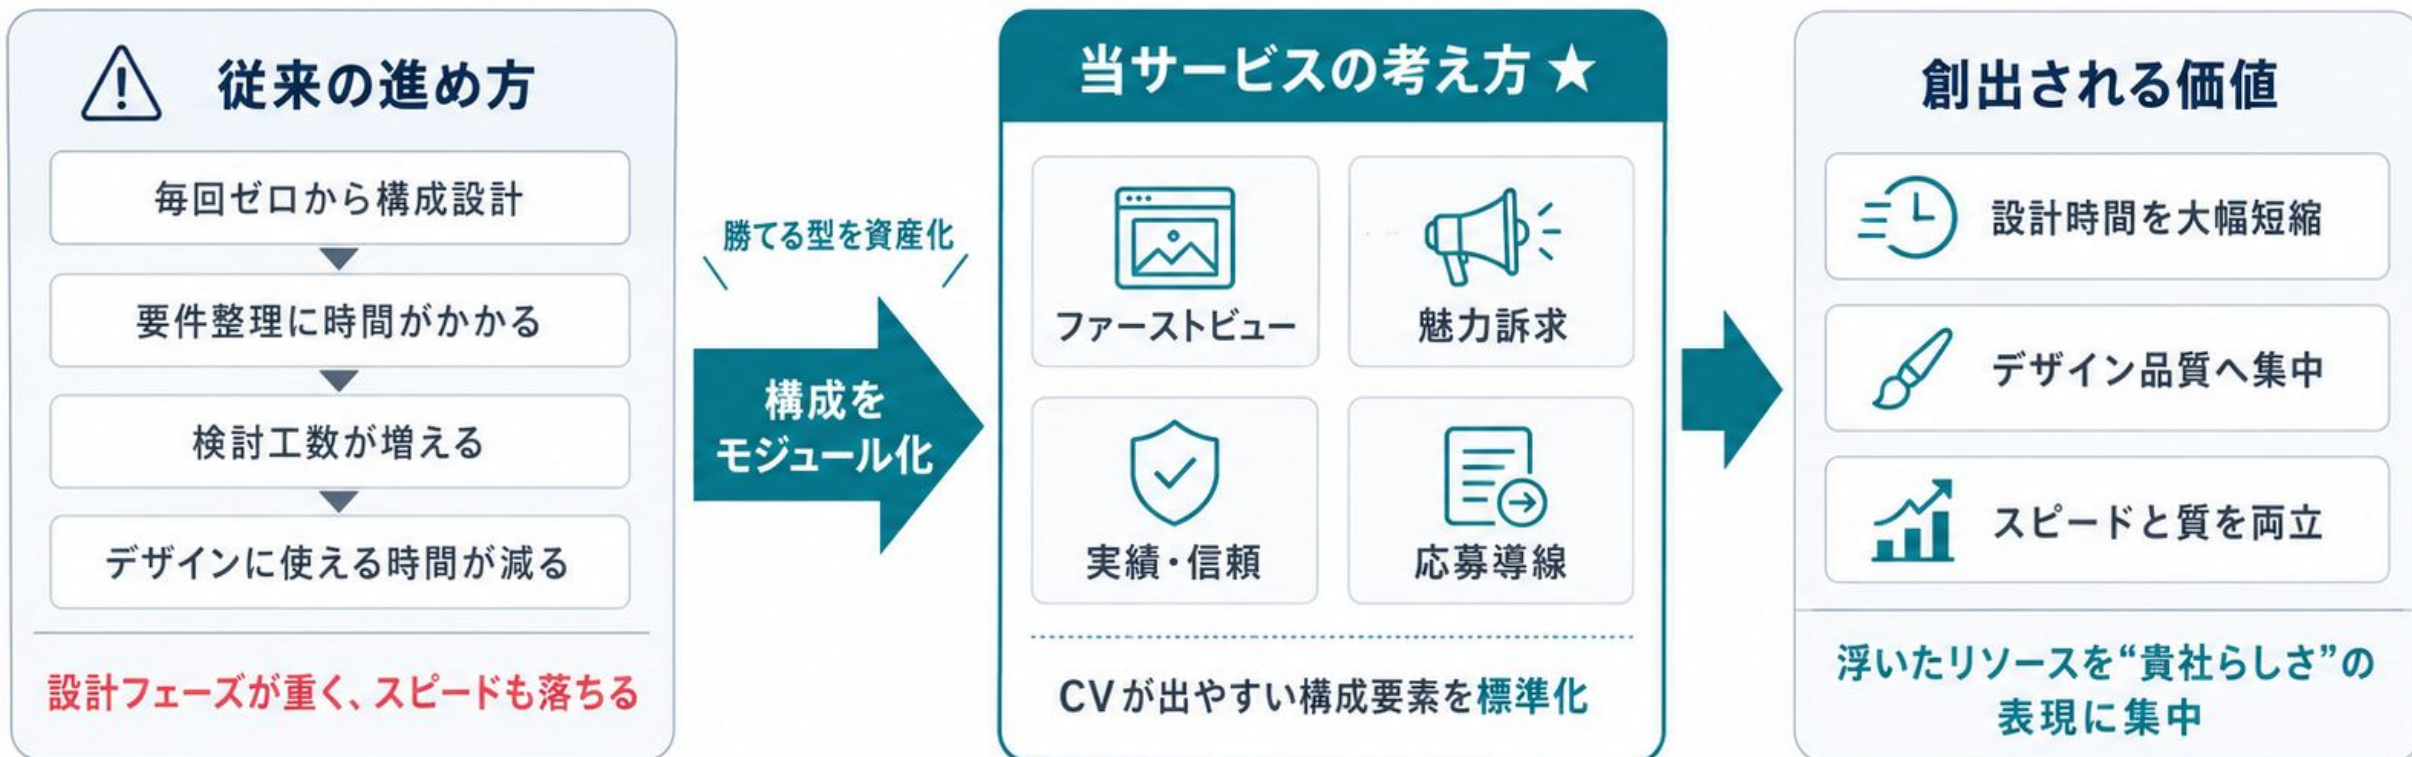 従来の進め方
毎回ゼロから構成設計
要件整理に時間がかかる
検討工数が増える
デザインに使える時間が減る
設計フェーズが重く、スピードも落ちる
勝てる型を資産化
構成を
モジュール化
当サービスの考え方 ★
ファーストビュー
魅力訴求
実績・信頼
応募導線
CVが出やすい構成要素を標準化
創出される価値
設計時間を大幅短縮
デザイン品質へ集中
スピードと質を両立
浮いたリソースを“貴社らしさ”の
表現に集中